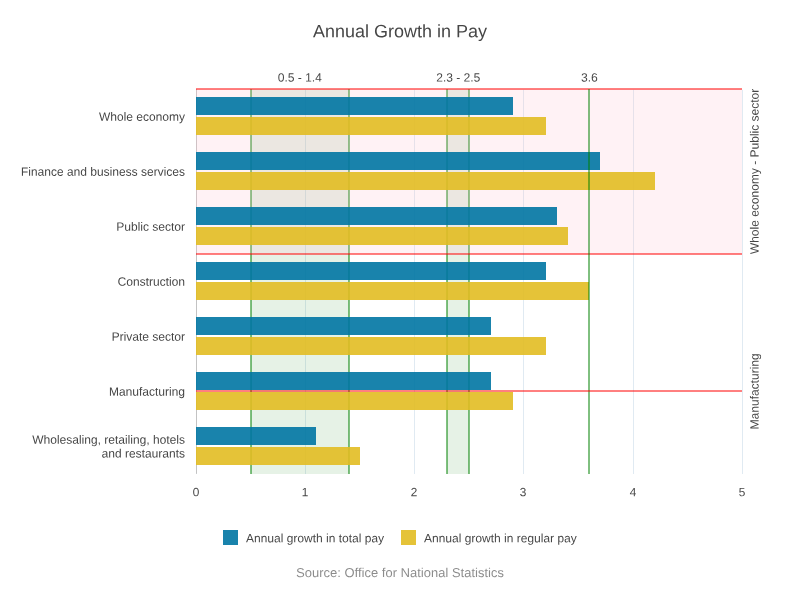 Annual Growth in Pay
0.5 - 1.4
2.3 - 2.5
3.6
Whole economy
Finance and business services
Public sector
Construction
Private sector
Manufacturing
Wholesaling, retailing, hotels
and restaurants
Whole economy - Public sector
Manufacturing
0
1
2
3
4
5
Annual growth in total pay
Annual growth in regular pay
Source: Office for National Statistics